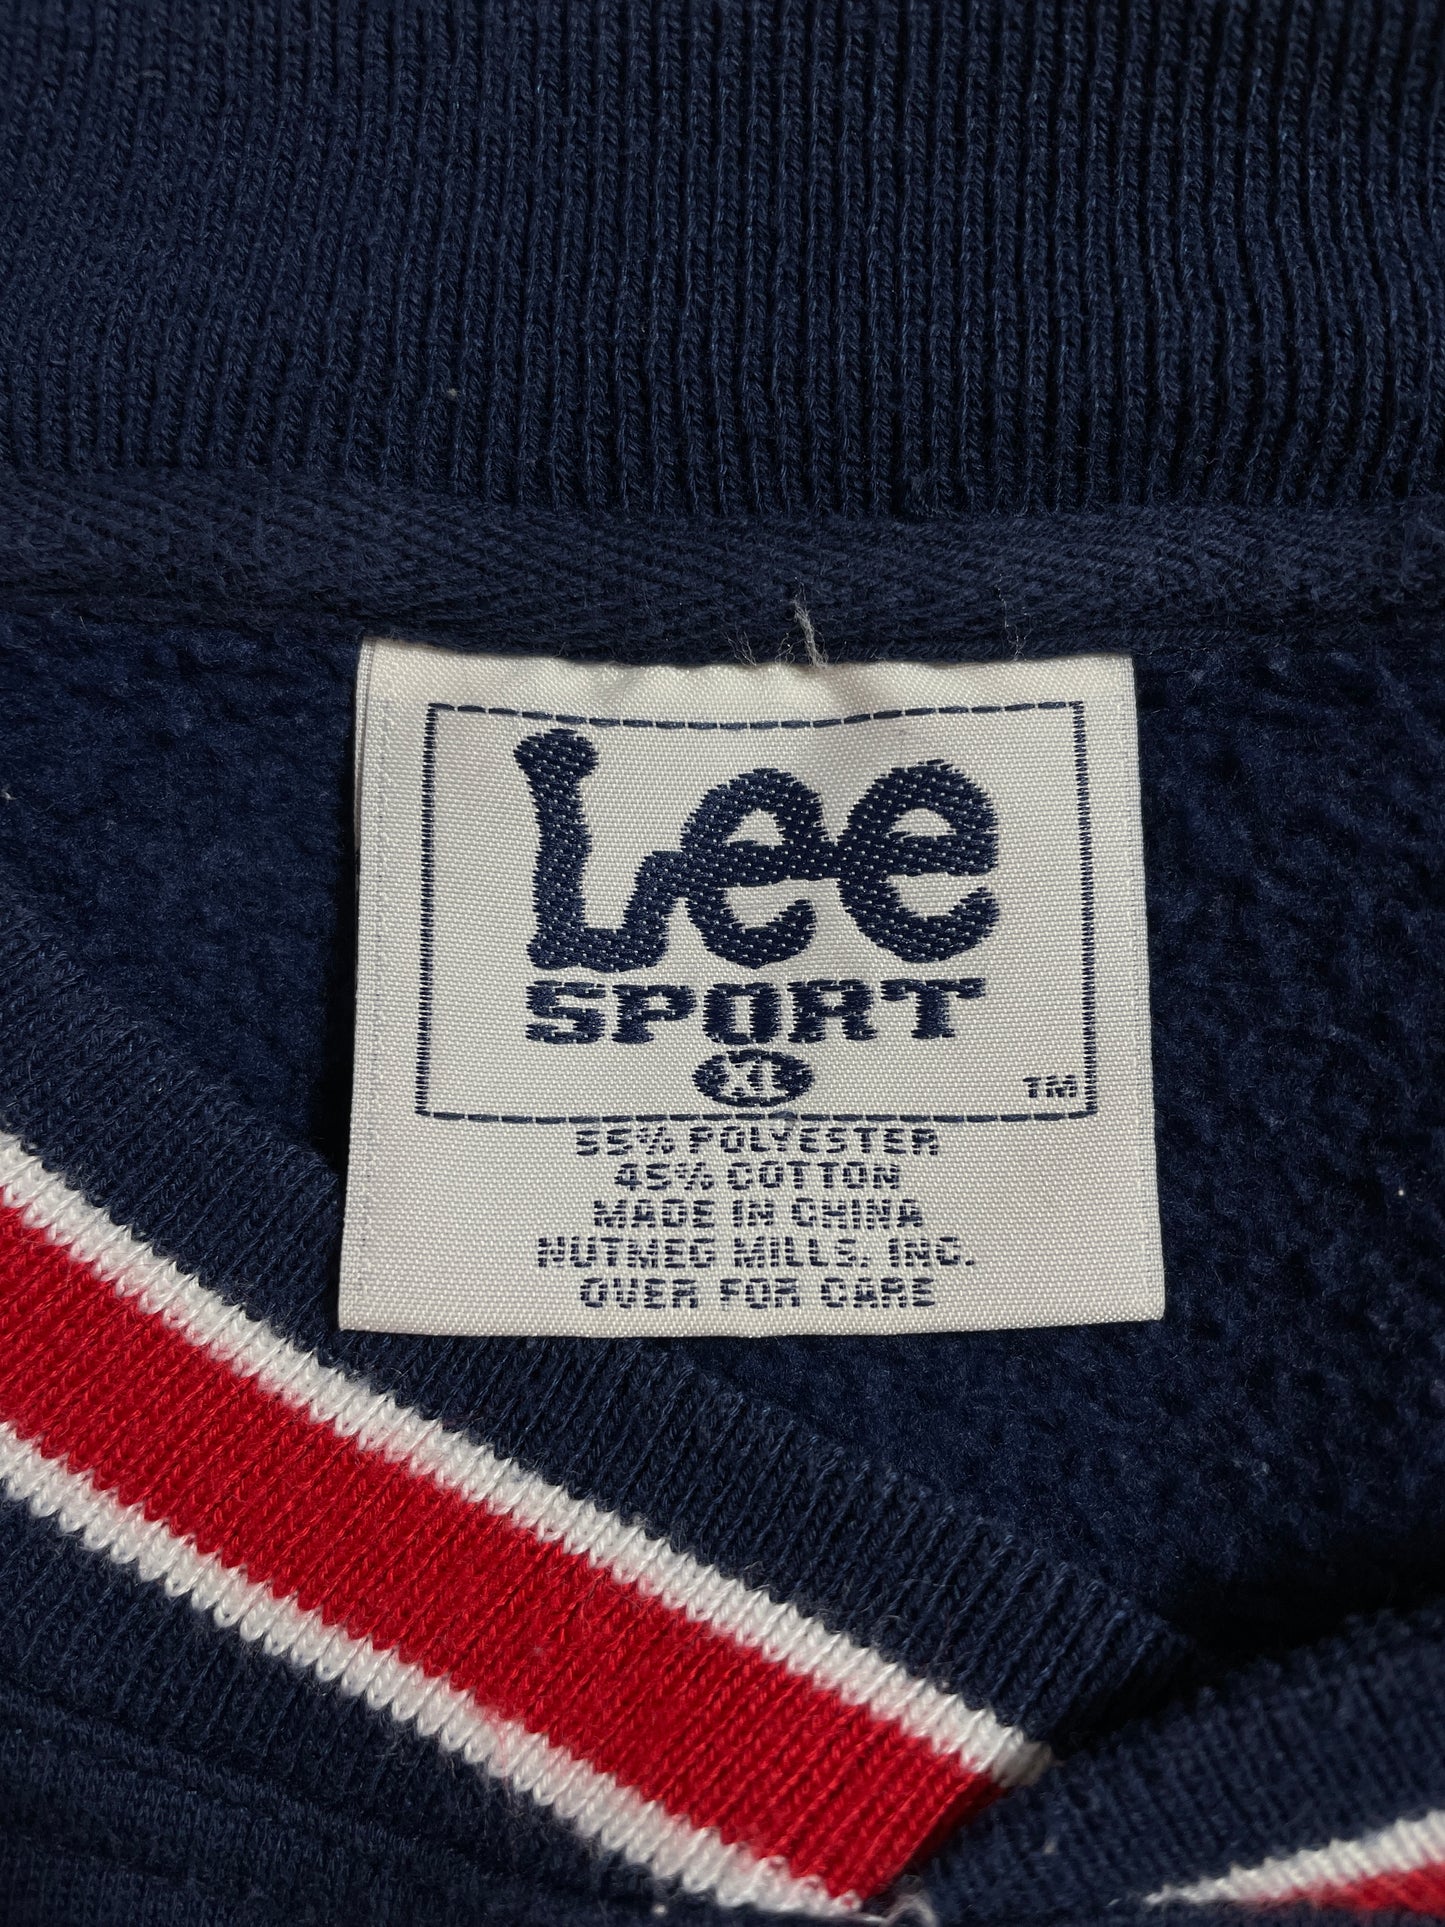 Lee
SPORT
XL
TM
55% POLYESTER
45% COTTON
MADE IN CHINA
NUTMEG MILLS, INC.
OVER FOR CARE